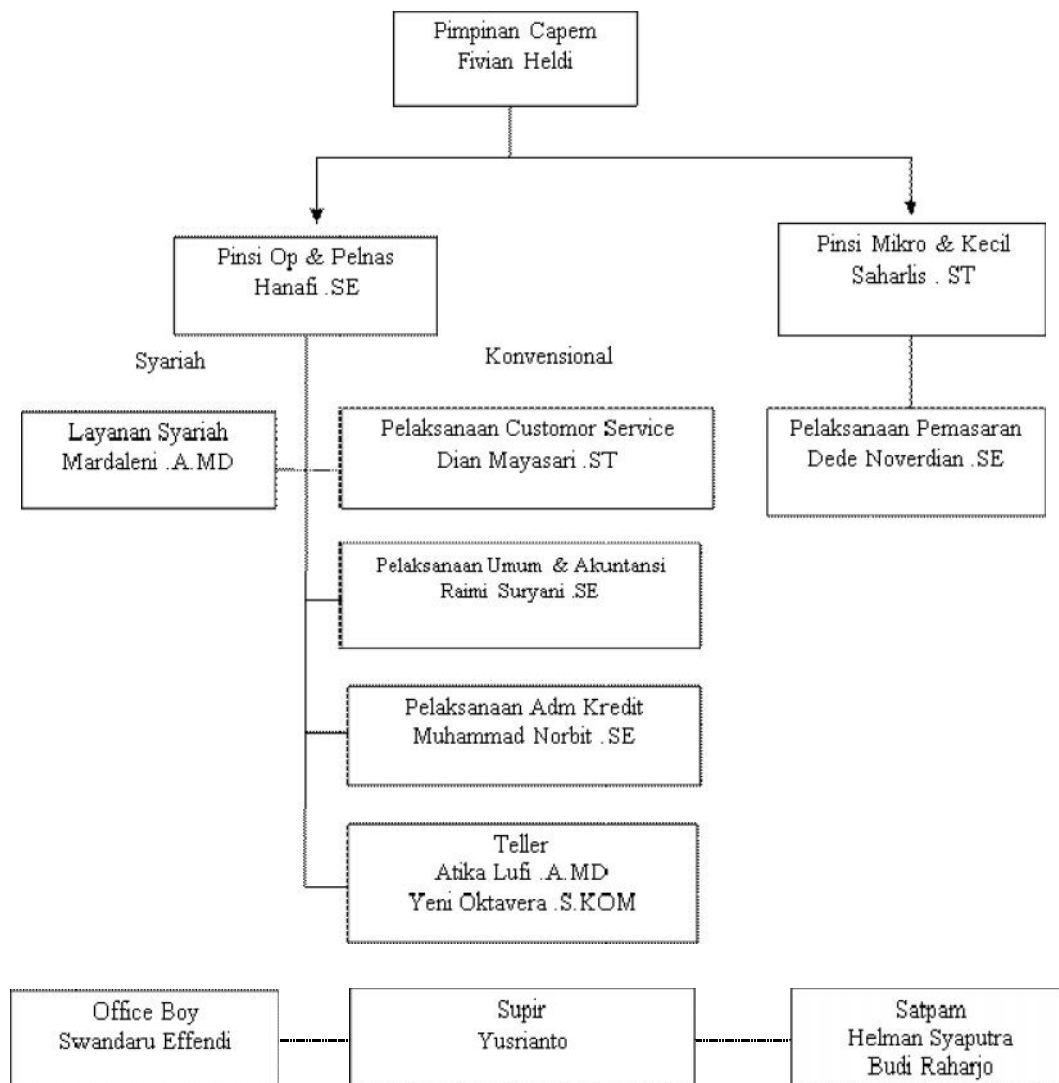 Pimpinan Capem
Fivian Heldi
Pinsi Op & Pelnas
Hanafi .SE
Pinsi Mikro & Kecil
Saharlis . ST
Syariah
Konvensional
Layanan Syariah
Mardaleni .A.MD
Pelaksanaan Customor Service
Dian Mayasari .ST
Pelaksanaan Pemasaran
Dede Noverdian .SE
Pelaksanaan Umum & Akuntansi
Raimi Suryani .SE
Pelaksanaan Adm Kredit
Muhammad Norbit .SE
Teller
Atika Lufi .A.MD
Yeni Oktavera .S.KOM
Office Boy
Swandaru Effendi
Supir
Yusrianto
Satpam
Helman Syaputra
Budi Raharjo